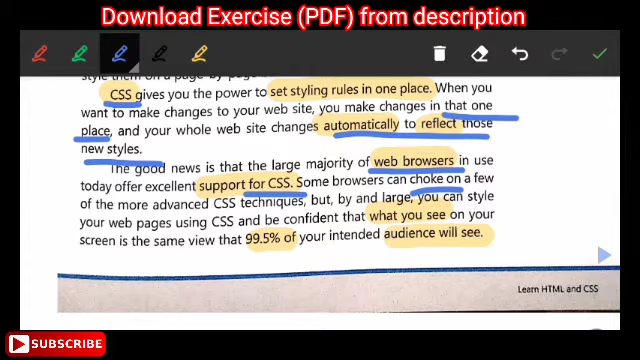 Download Exercise (PDF) from description
style them on a page-by-page
CSS gives you the power to set styling rules in one place. When you
want to make changes to your web site, you make changes in that one
place, and your whole web site changes automatically to reflect those
new styles.
The good news is that the large majority of web browsers in use
today offer excellent support for CSS. Some browsers can choke on a few
of the more advanced CSS techniques, but, by and large, you can style
your web pages using CSS and be confident that what you see on your
screen is the same view that 99.5% of your intended audience will see.
Learn HTML and CSS
SUBSCRIBE